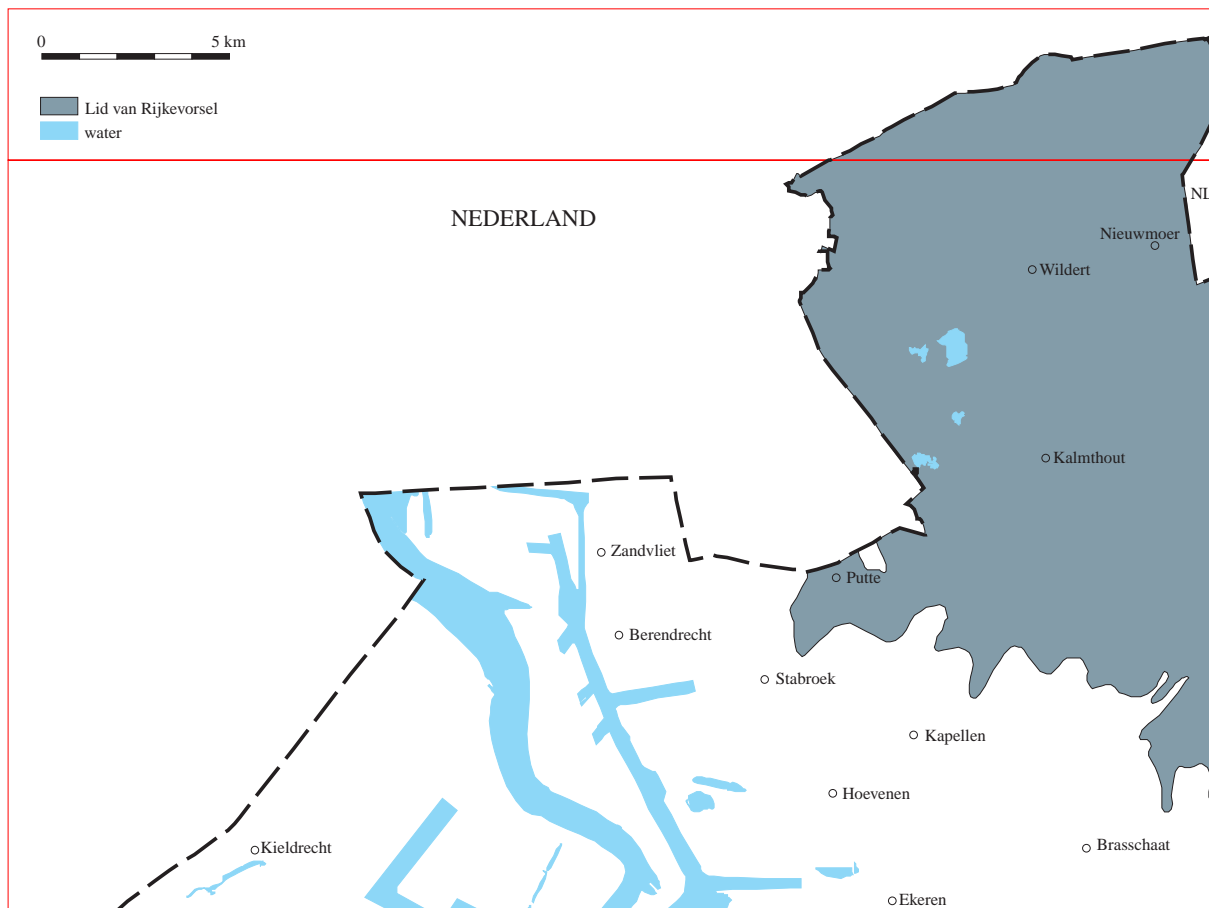 0 5 km
Lid van Rijkevorsel
water
NEDERLAND
NL
Nieuwmoer
Wildert
Kalmthout
Zandvliet
Putte
Berendrecht
Stabroek
Kapellen
Hoevenen
Kieldrecht
Brasschaat
Ekeren